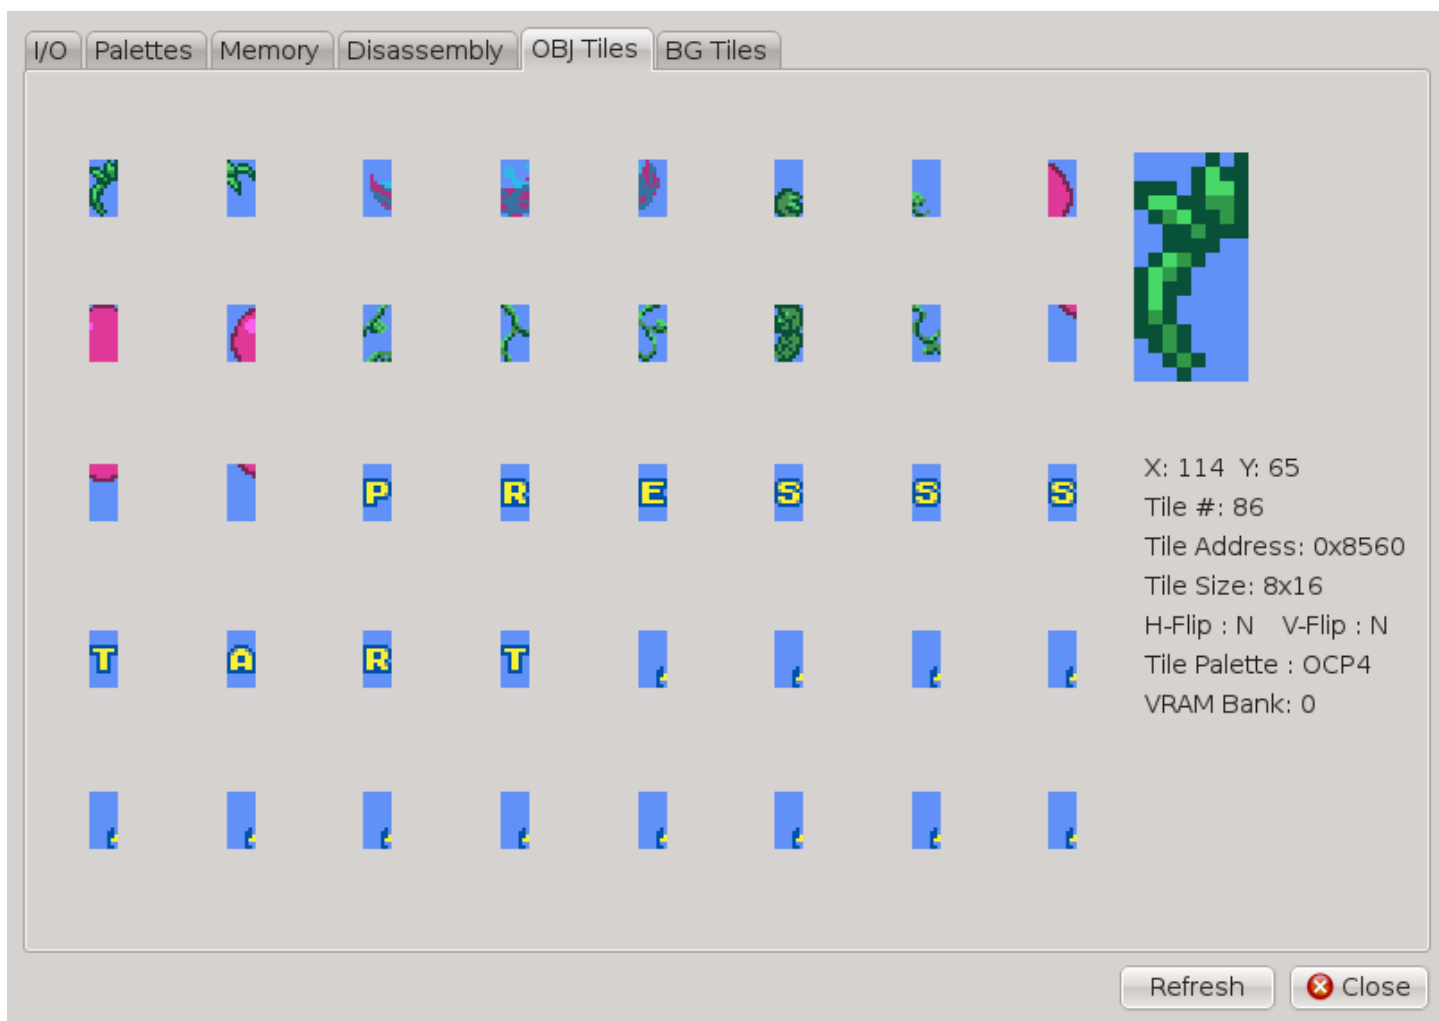 I/O Palettes Memory Disassembly OBJ Tiles BG Tiles
P R E S S S
T A R T
X: 114 Y: 65
Tile #: 86
Tile Address: 0x8560
Tile Size: 8x16
H-Flip : N V-Flip : N
Tile Palette : OCP4
VRAM Bank: 0
Refresh Close